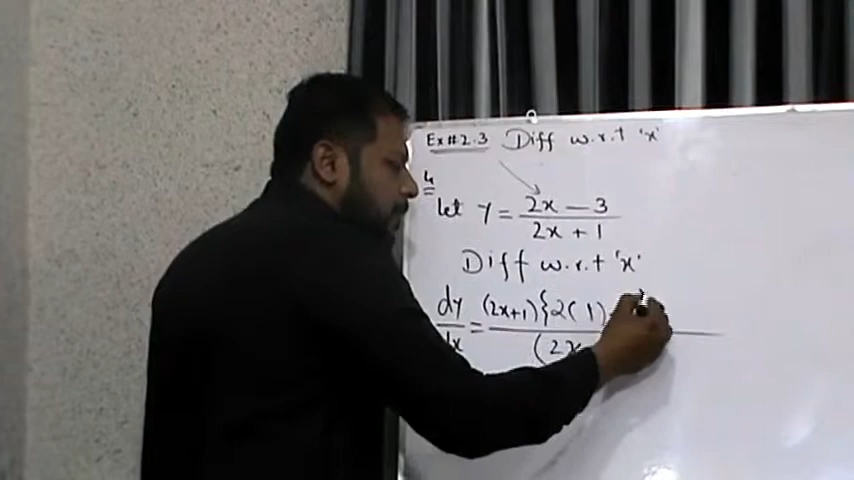 Ex#2.3 Diff w.r.t 'x'
4
let y = 2x - 3
2x + 1
Diff w.r.t 'x'
dy = (2x+1){2(1)
dx (2x